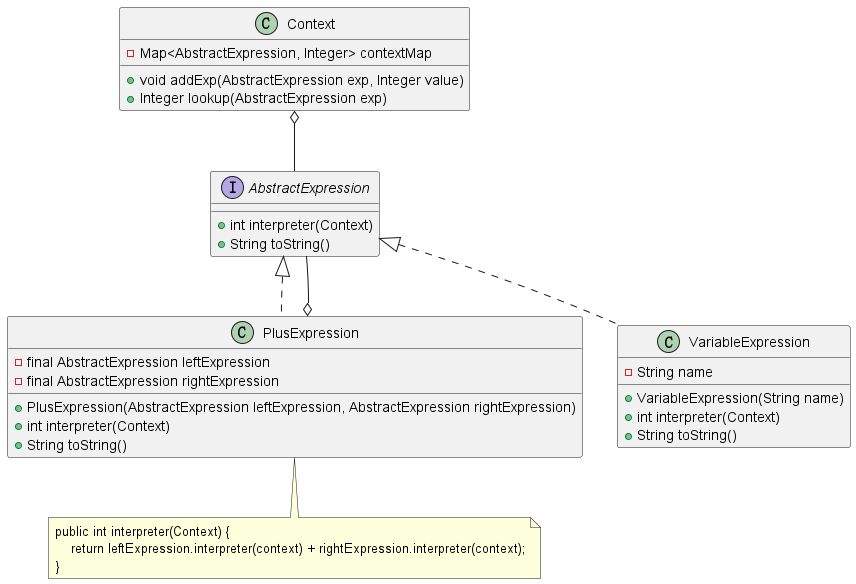 C Context
Map<AbstractExpression, Integer> contextMap
void addExp(AbstractExpression exp, Integer value)
Integer lookup(AbstractExpression exp)
I AbstractExpression
int interpreter(Context)
String toString()
C PlusExpression
final AbstractExpression leftExpression
final AbstractExpression rightExpression
PlusExpression(AbstractExpression leftExpression, AbstractExpression rightExpression)
int interpreter(Context)
String toString()
C VariableExpression
String name
VariableExpression(String name)
int interpreter(Context)
String toString()
public int interpreter(Context) {
return leftExpression.interpreter(context) + rightExpression.interpreter(context);
}